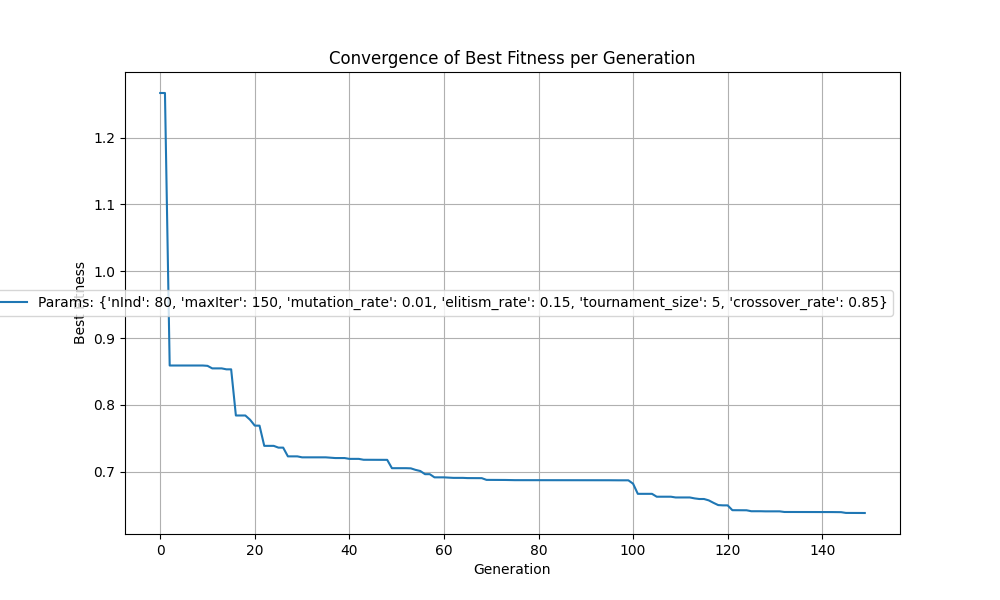 Convergence of Best Fitness per Generation
1.2
1.1
1.0
Best ness
Params: {'nInd': 80, 'maxIter': 150, 'mutation_rate': 0.01, 'elitism_rate': 0.15, 'tournament_size': 5, 'crossover_rate': 0.85}
0.9
0.8
0.7
0 20 40 60 80 100 120 140
Generation